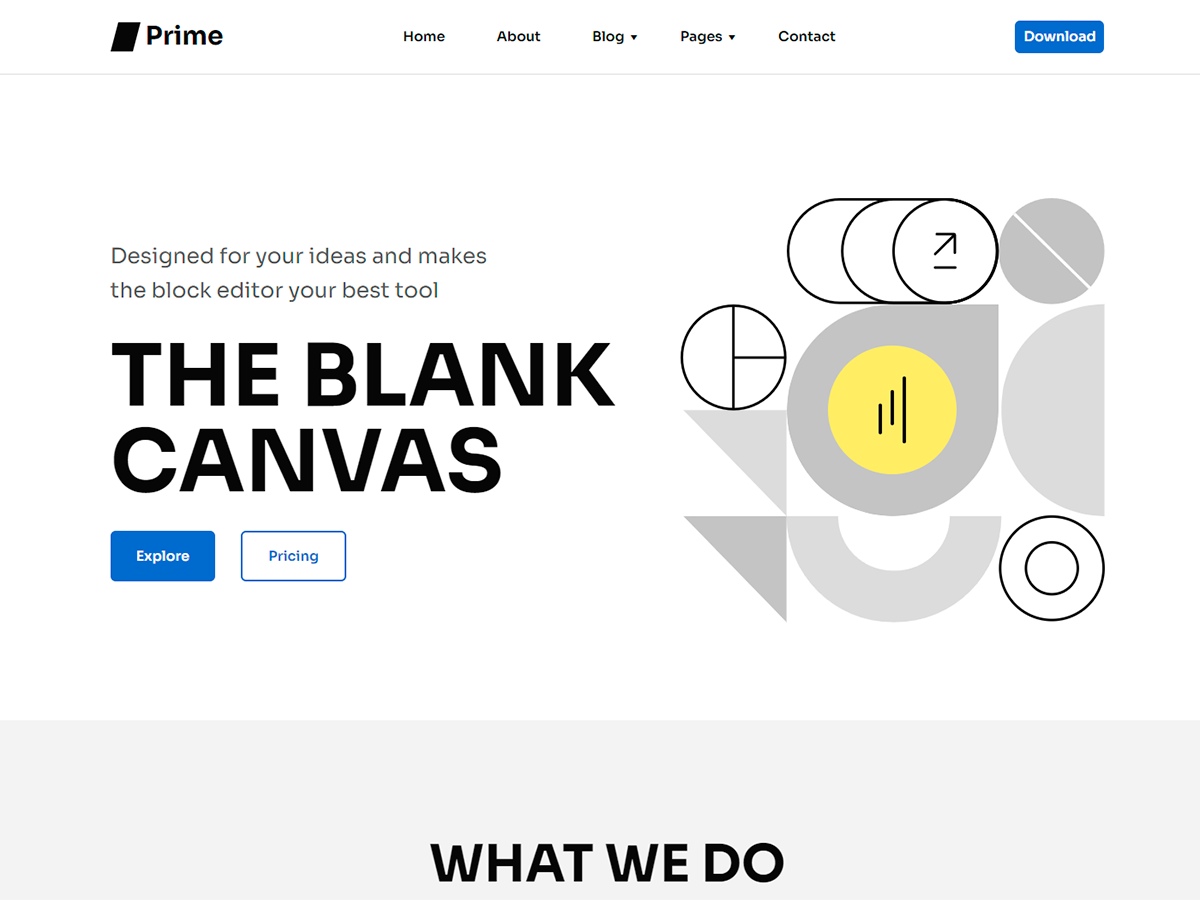 Prime
Home About Blog Pages Contact
Download
Designed for your ideas and makes
the block editor your best tool
THE BLANK
CANVAS
Explore
Pricing
WHAT WE DO